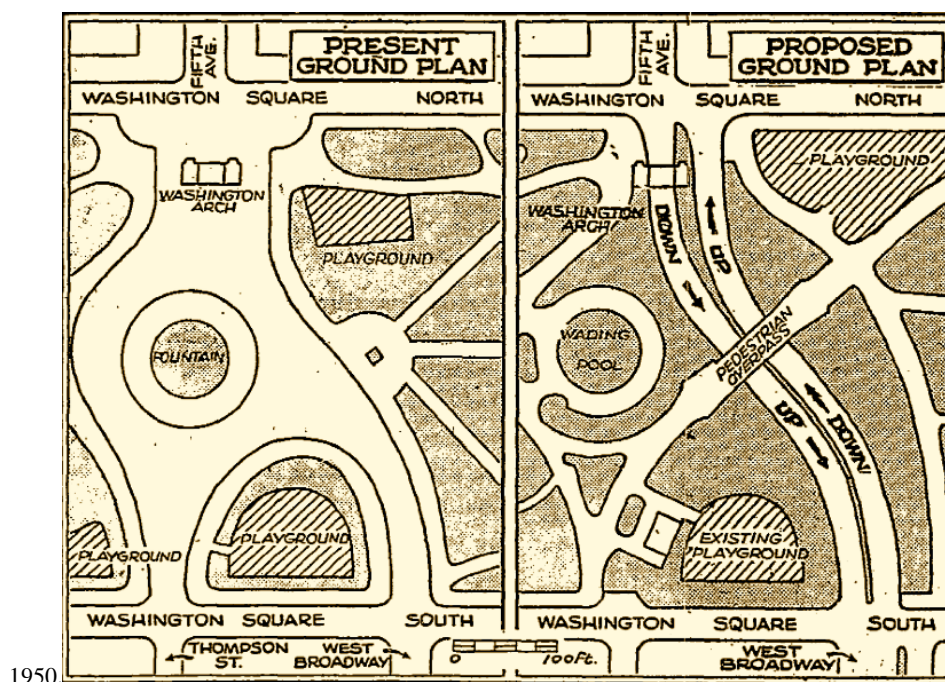 FIFTH
AVE.
PRESENT
GROUND PLAN
WASHINGTON SQUARE NORTH
WASHINGTON
ARCH
PLAYGROUND
FOUNTAIN
PLAYGROUND
PLAYGROUND
WASHINGTON SQUARE SOUTH
THOMPSON
ST.
WEST
BROADWAY
0 100Ft.
FIFTH
AVE.
PROPOSED
GROUND PLAN
WASHINGTON SQUARE NORTH
PLAYGROUND
WASHINGTON
ARCH
DOWN
UP
WADING
POOL
PEDESTRIAN
OVERPASS
UP
DOWN
EXISTING
PLAYGROUND
WASHINGTON SQUARE SOUTH
WEST
BROADWAY
1950